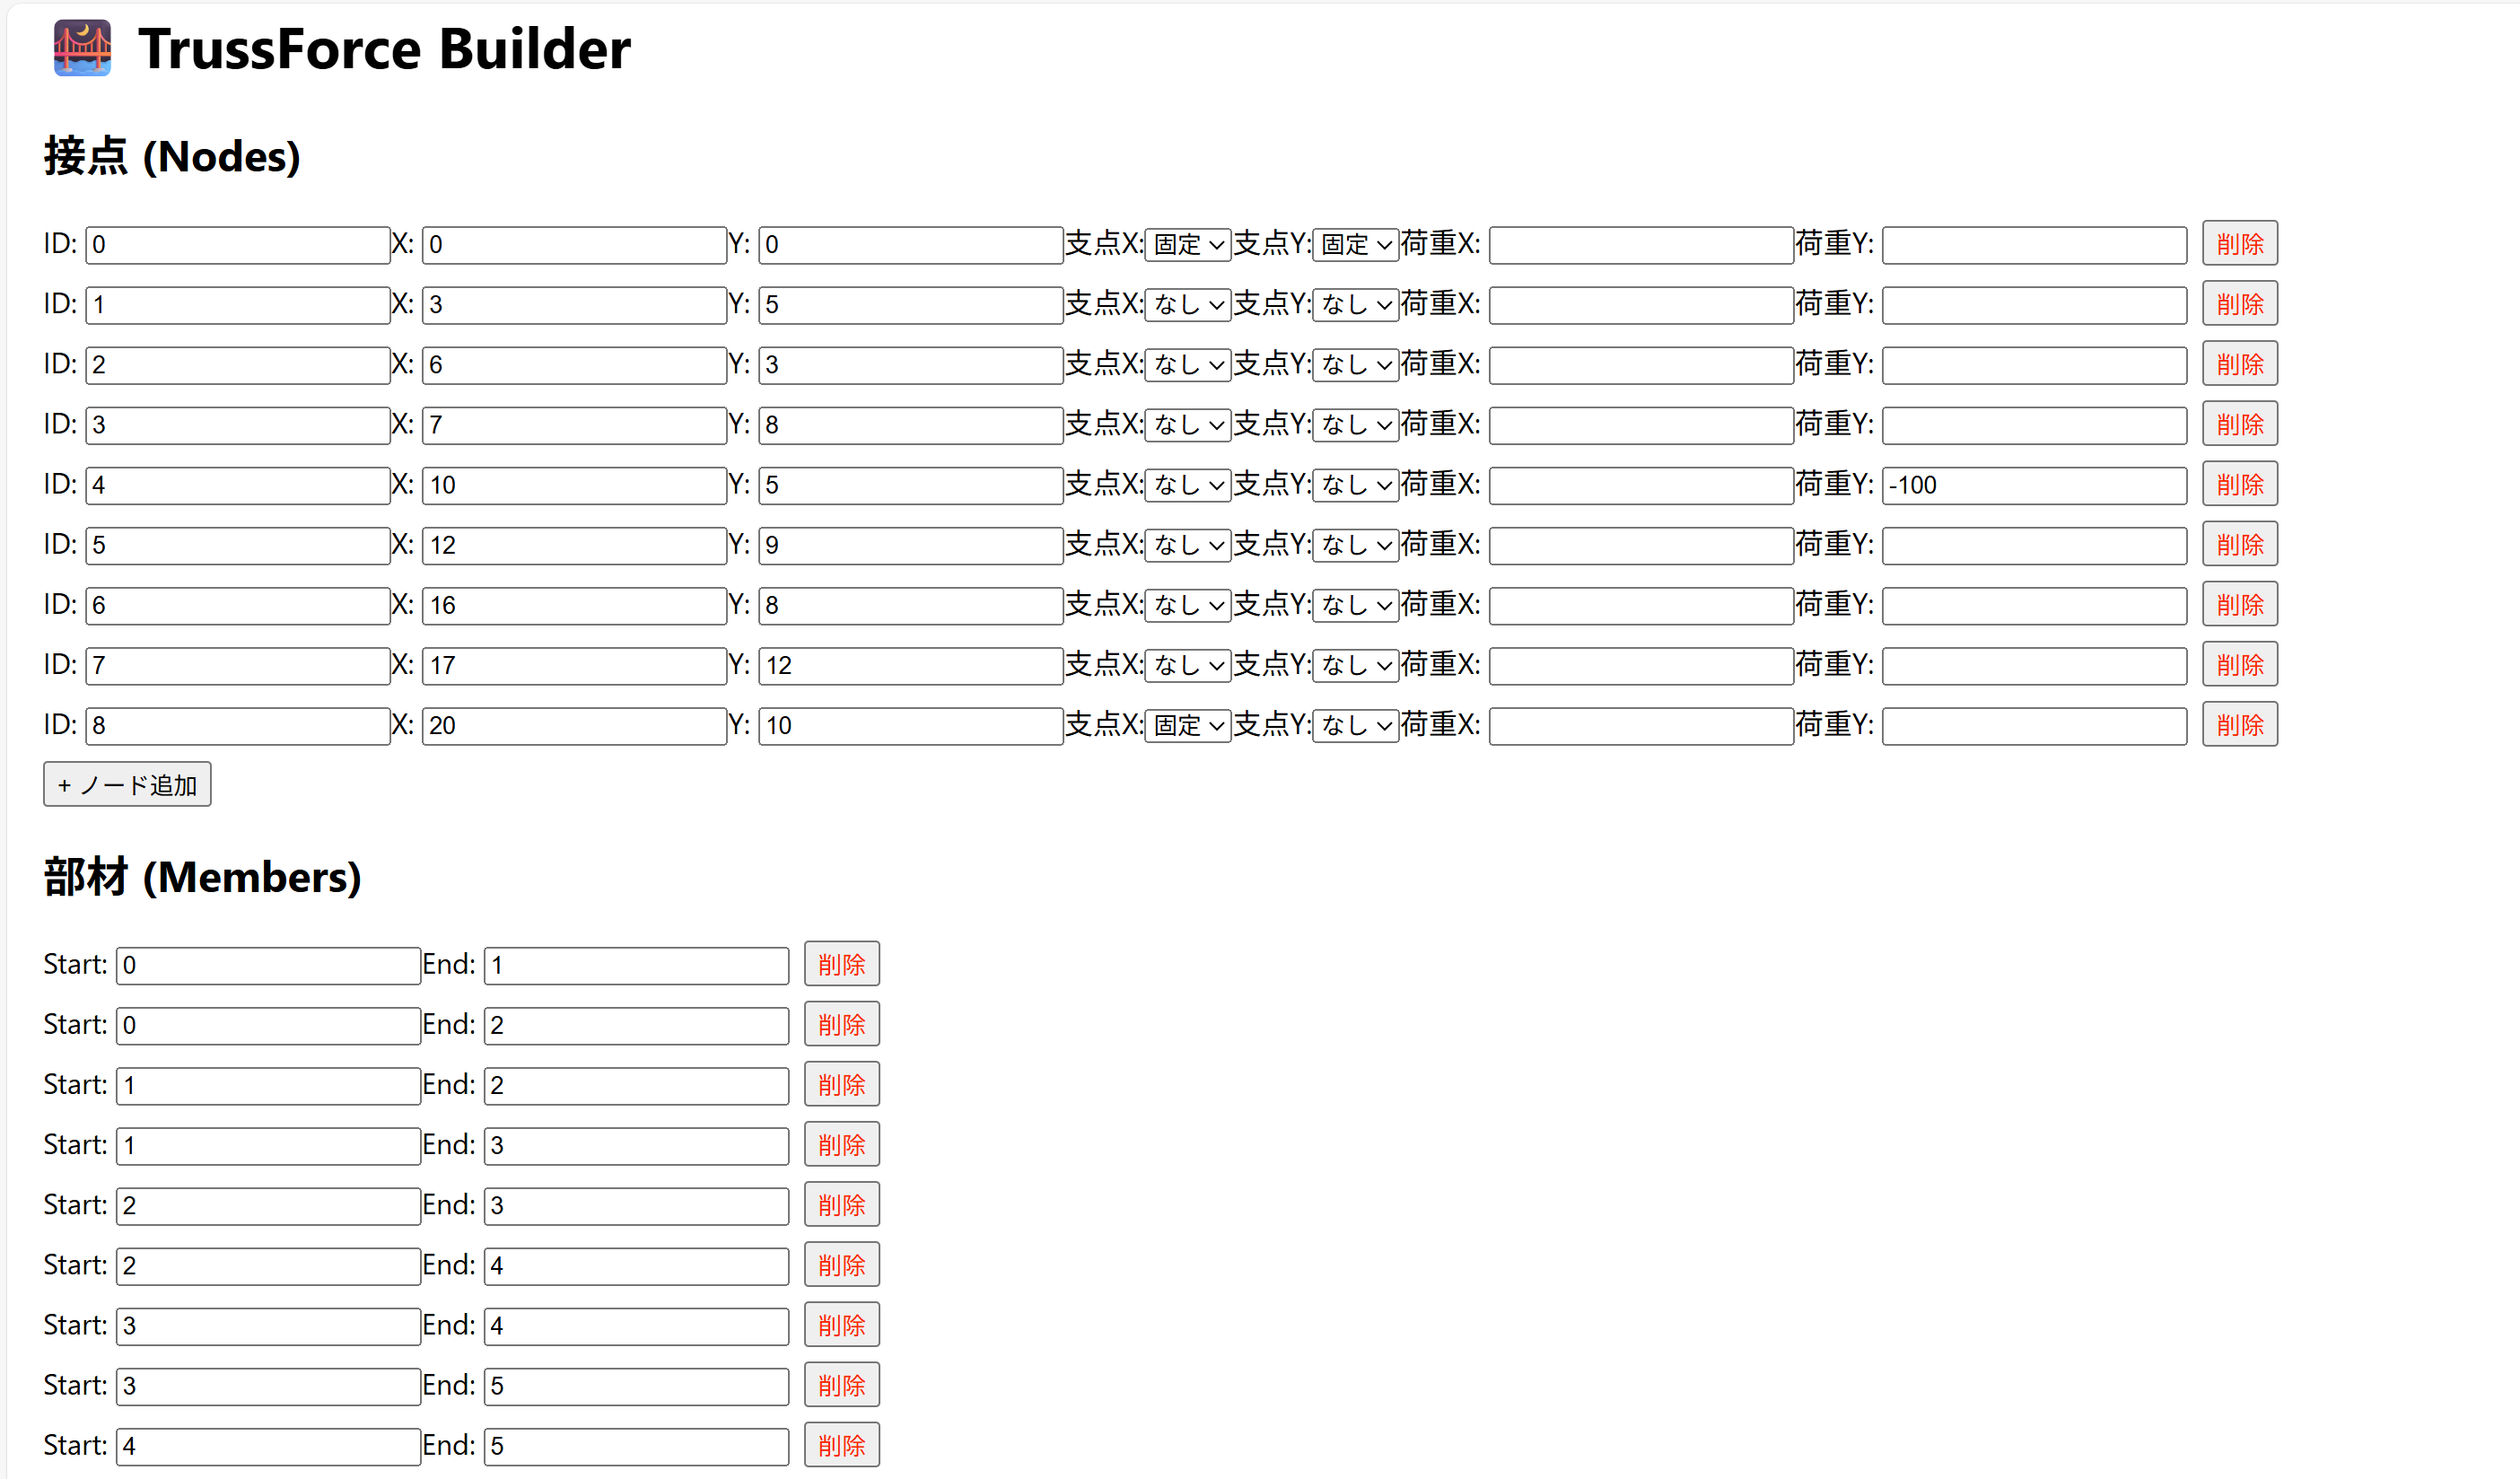 TrussForce Builder
接点 (Nodes)
ID: 0 X: 0 Y: 0 支点X: 固定 支点Y: 固定 荷重X: 荷重Y: 削除
ID: 1 X: 3 Y: 5 支点X: なし 支点Y: なし 荷重X: 荷重Y: 削除
ID: 2 X: 6 Y: 3 支点X: なし 支点Y: なし 荷重X: 荷重Y: 削除
ID: 3 X: 7 Y: 8 支点X: なし 支点Y: なし 荷重X: 荷重Y: 削除
ID: 4 X: 10 Y: 5 支点X: なし 支点Y: なし 荷重X: 荷重Y: -100 削除
ID: 5 X: 12 Y: 9 支点X: なし 支点Y: なし 荷重X: 荷重Y: 削除
ID: 6 X: 16 Y: 8 支点X: なし 支点Y: なし 荷重X: 荷重Y: 削除
ID: 7 X: 17 Y: 12 支点X: なし 支点Y: なし 荷重X: 荷重Y: 削除
ID: 8 X: 20 Y: 10 支点X: 固定 支点Y: なし 荷重X: 荷重Y: 削除
+ ノード追加
部材 (Members)
Start: 0 End: 1 削除
Start: 0 End: 2 削除
Start: 1 End: 2 削除
Start: 1 End: 3 削除
Start: 2 End: 3 削除
Start: 2 End: 4 削除
Start: 3 End: 4 削除
Start: 3 End: 5 削除
Start: 4 End: 5 削除